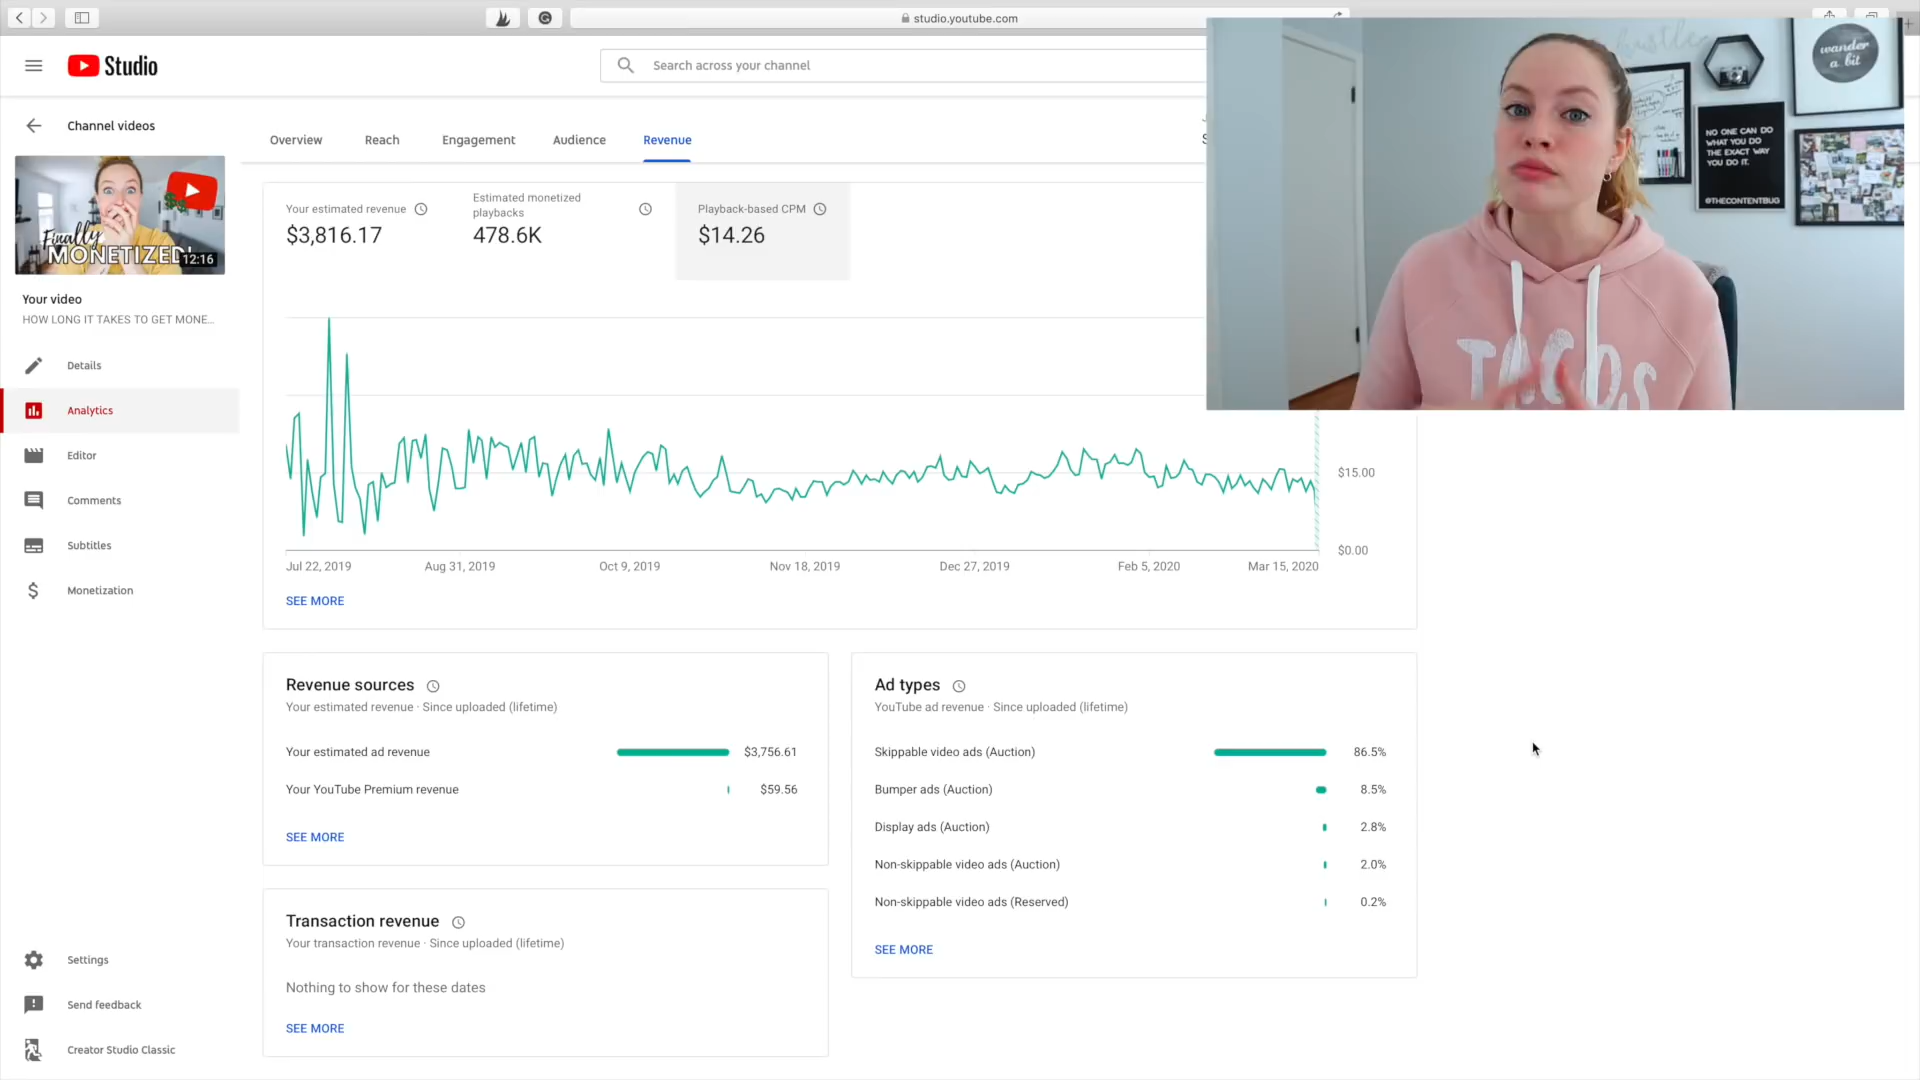 studio.youtube.com
Studio
Search across your channel
Channel videos
Finally
MONETIZED!
12:16
Your video
HOW LONG IT TAKES TO GET MONE...
Details
Analytics
Editor
Comments
Subtitles
Monetization
Settings
Send feedback
Creator Studio Classic
Overview
Reach
Engagement
Audience
Revenue
Your estimated revenue
$3,816.17
Estimated monetized
playbacks
478.6K
Playback-based CPM
$14.26
$15.00
$0.00
Jul 22, 2019
Aug 31, 2019
Oct 9, 2019
Nov 18, 2019
Dec 27, 2019
Feb 5, 2020
Mar 15, 2020
SEE MORE
Revenue sources
Your estimated revenue · Since uploaded (lifetime)
Your estimated ad revenue
$3,756.61
Your YouTube Premium revenue
$59.56
SEE MORE
Transaction revenue
Your transaction revenue · Since uploaded (lifetime)
Nothing to show for these dates
SEE MORE
Ad types
YouTube ad revenue · Since uploaded (lifetime)
Skippable video ads (Auction)
86.5%
Bumper ads (Auction)
8.5%
Display ads (Auction)
2.8%
Non-skippable video ads (Auction)
2.0%
Non-skippable video ads (Reserved)
0.2%
SEE MORE
hustle
wander
a bit
NO ONE CAN DO
WHAT YOU DO
THE EXACT WAY
YOU DO IT.
@THECONTENTBUG
TACOS